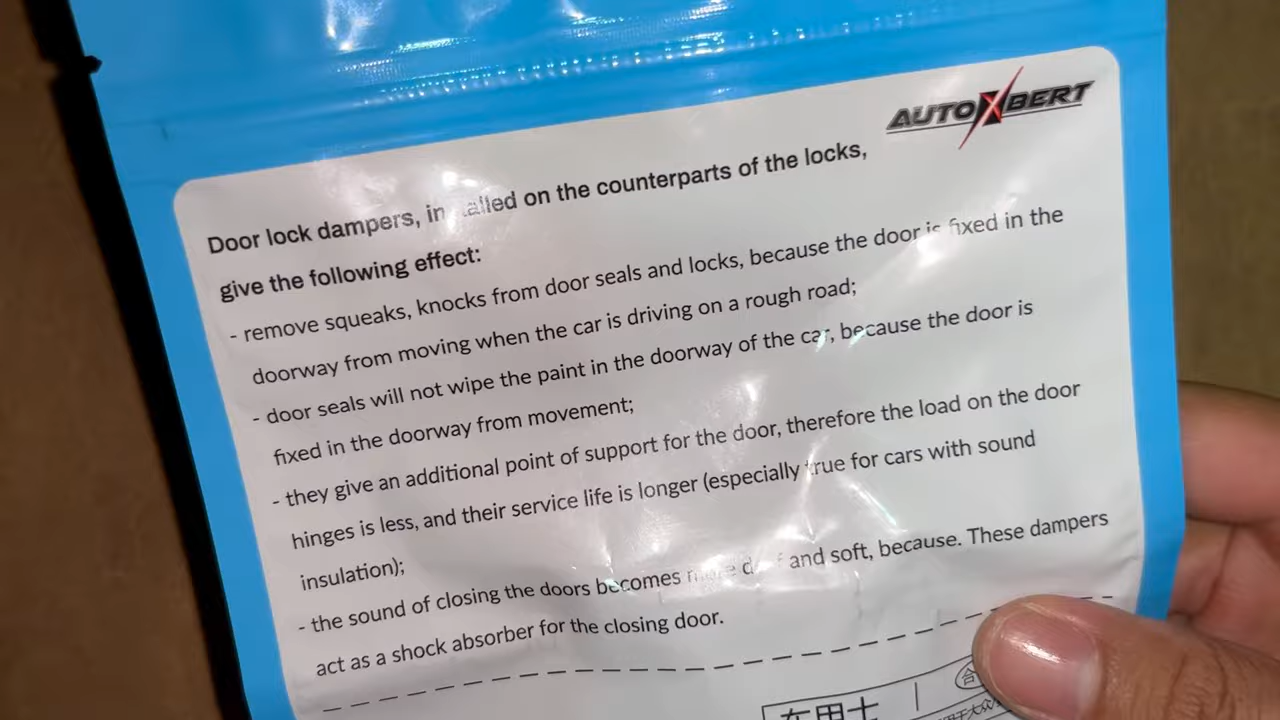 AUTOXBERT
Door lock dampers, installed on the counterparts of the locks,
give the following effect:
- remove squeaks, knocks from door seals and locks, because the door is fixed in the
doorway from moving when the car is driving on a rough road;
- door seals will not wipe the paint in the doorway of the car, because the door is
fixed in the doorway from movement;
- they give an additional point of support for the door, therefore the load on the door
hinges is less, and their service life is longer (especially true for cars with sound
insulation);
- the sound of closing the doors becomes more and soft, because. These dampers
act as a shock absorber for the closing door.